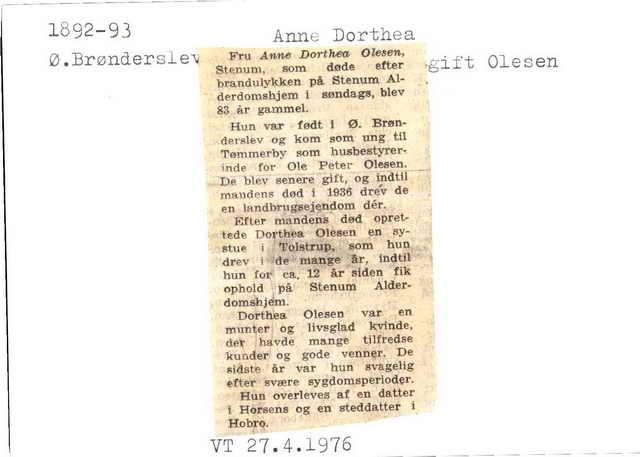 1892-93
Anne Dorthea
Ø.Brønderslev
gift Olesen
Fru Anne Dorthea Olesen,
Stenum, som døde efter
brandulykken på Stenum Al-
derdomshjem i søndags, blev
83 år gammel.
Hun var født i Ø. Brøn-
derslev og kom som ung til
Tømmerby som husbestyrer-
inde for Ole Peter Olesen.
De blev senere gift, og indtil
mandens død i 1936 drev de
en landbrugsejendom dér.
Efter mandens død opret-
tede Dorthea Olesen en sy-
stue i Tolstrup, som hun
drev i de mange år, indtil
hun for ca. 12 år siden fik
ophold på Stenum Alder-
domshjem.
Dorthea Olesen var en
munter og livsglad kvinde,
der havde mange tilfredse
kunder og gode venner. De
sidste år var hun svagelig
efter svære sygdomsperioder.
Hun overleves af en datter
i Horsens og en steddatter i
Hobro.
VT 27.4.1976